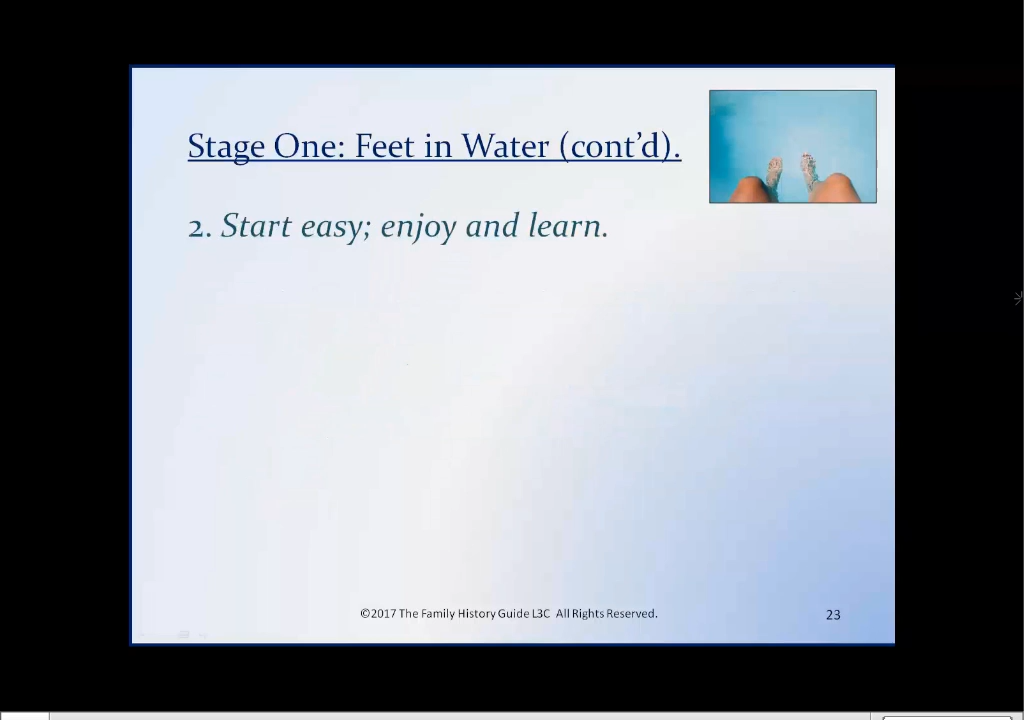 Stage One: Feet in Water (cont’d).
2. Start easy; enjoy and learn.
©2017 The Family History Guide L3C All Rights Reserved.
23